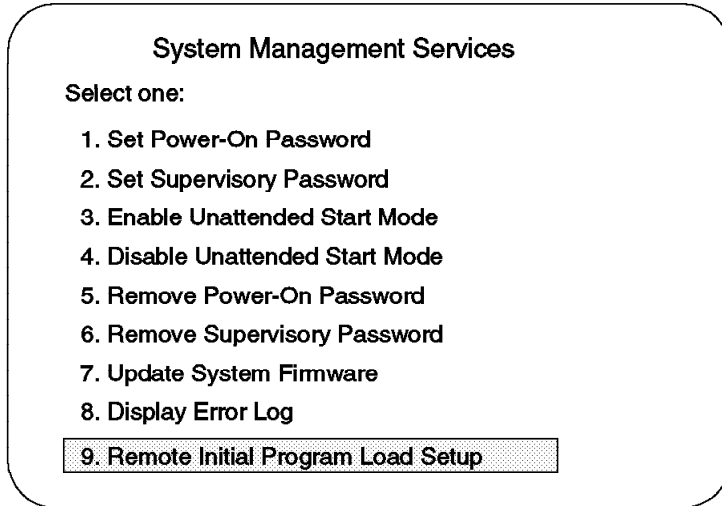 System Management Services
Select one:
1. Set Power-On Password
2. Set Supervisory Password
3. Enable Unattended Start Mode
4. Disable Unattended Start Mode
5. Remove Power-On Password
6. Remove Supervisory Password
7. Update System Firmware
8. Display Error Log
9. Remote Initial Program Load Setup